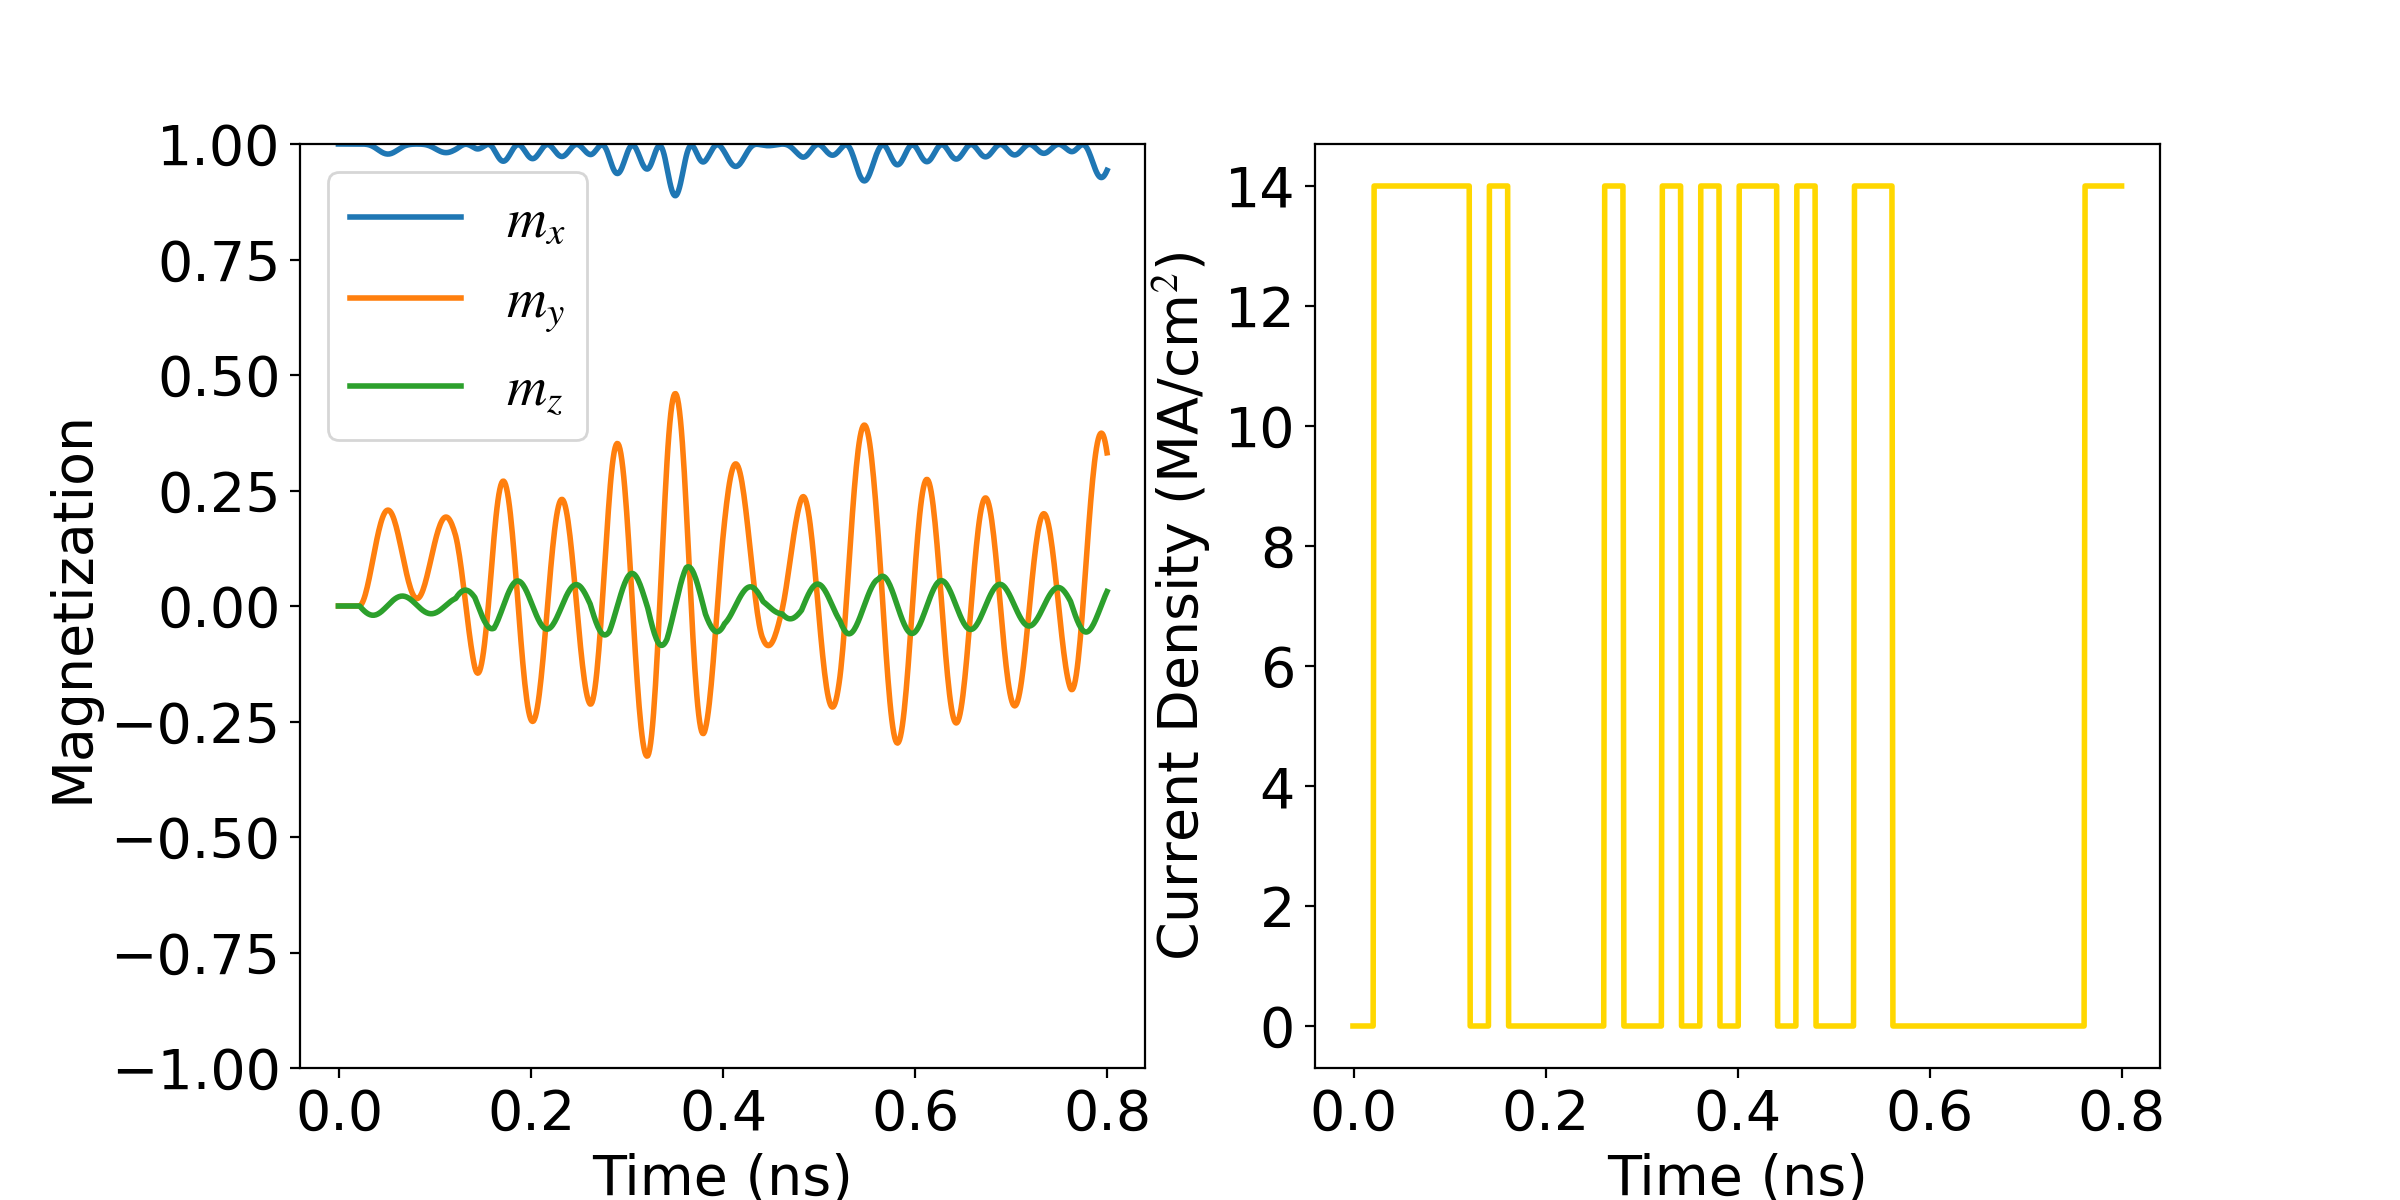 Magnetization
1.00
0.75
0.50
0.25
0.00
−0.25
−0.50
−0.75
−1.00
m_x
m_y
m_z
0.0 0.2 0.4 0.6 0.8
Time (ns)
Current Density (MA/cm²)
14
12
10
8
6
4
2
0
0.0 0.2 0.4 0.6 0.8
Time (ns)